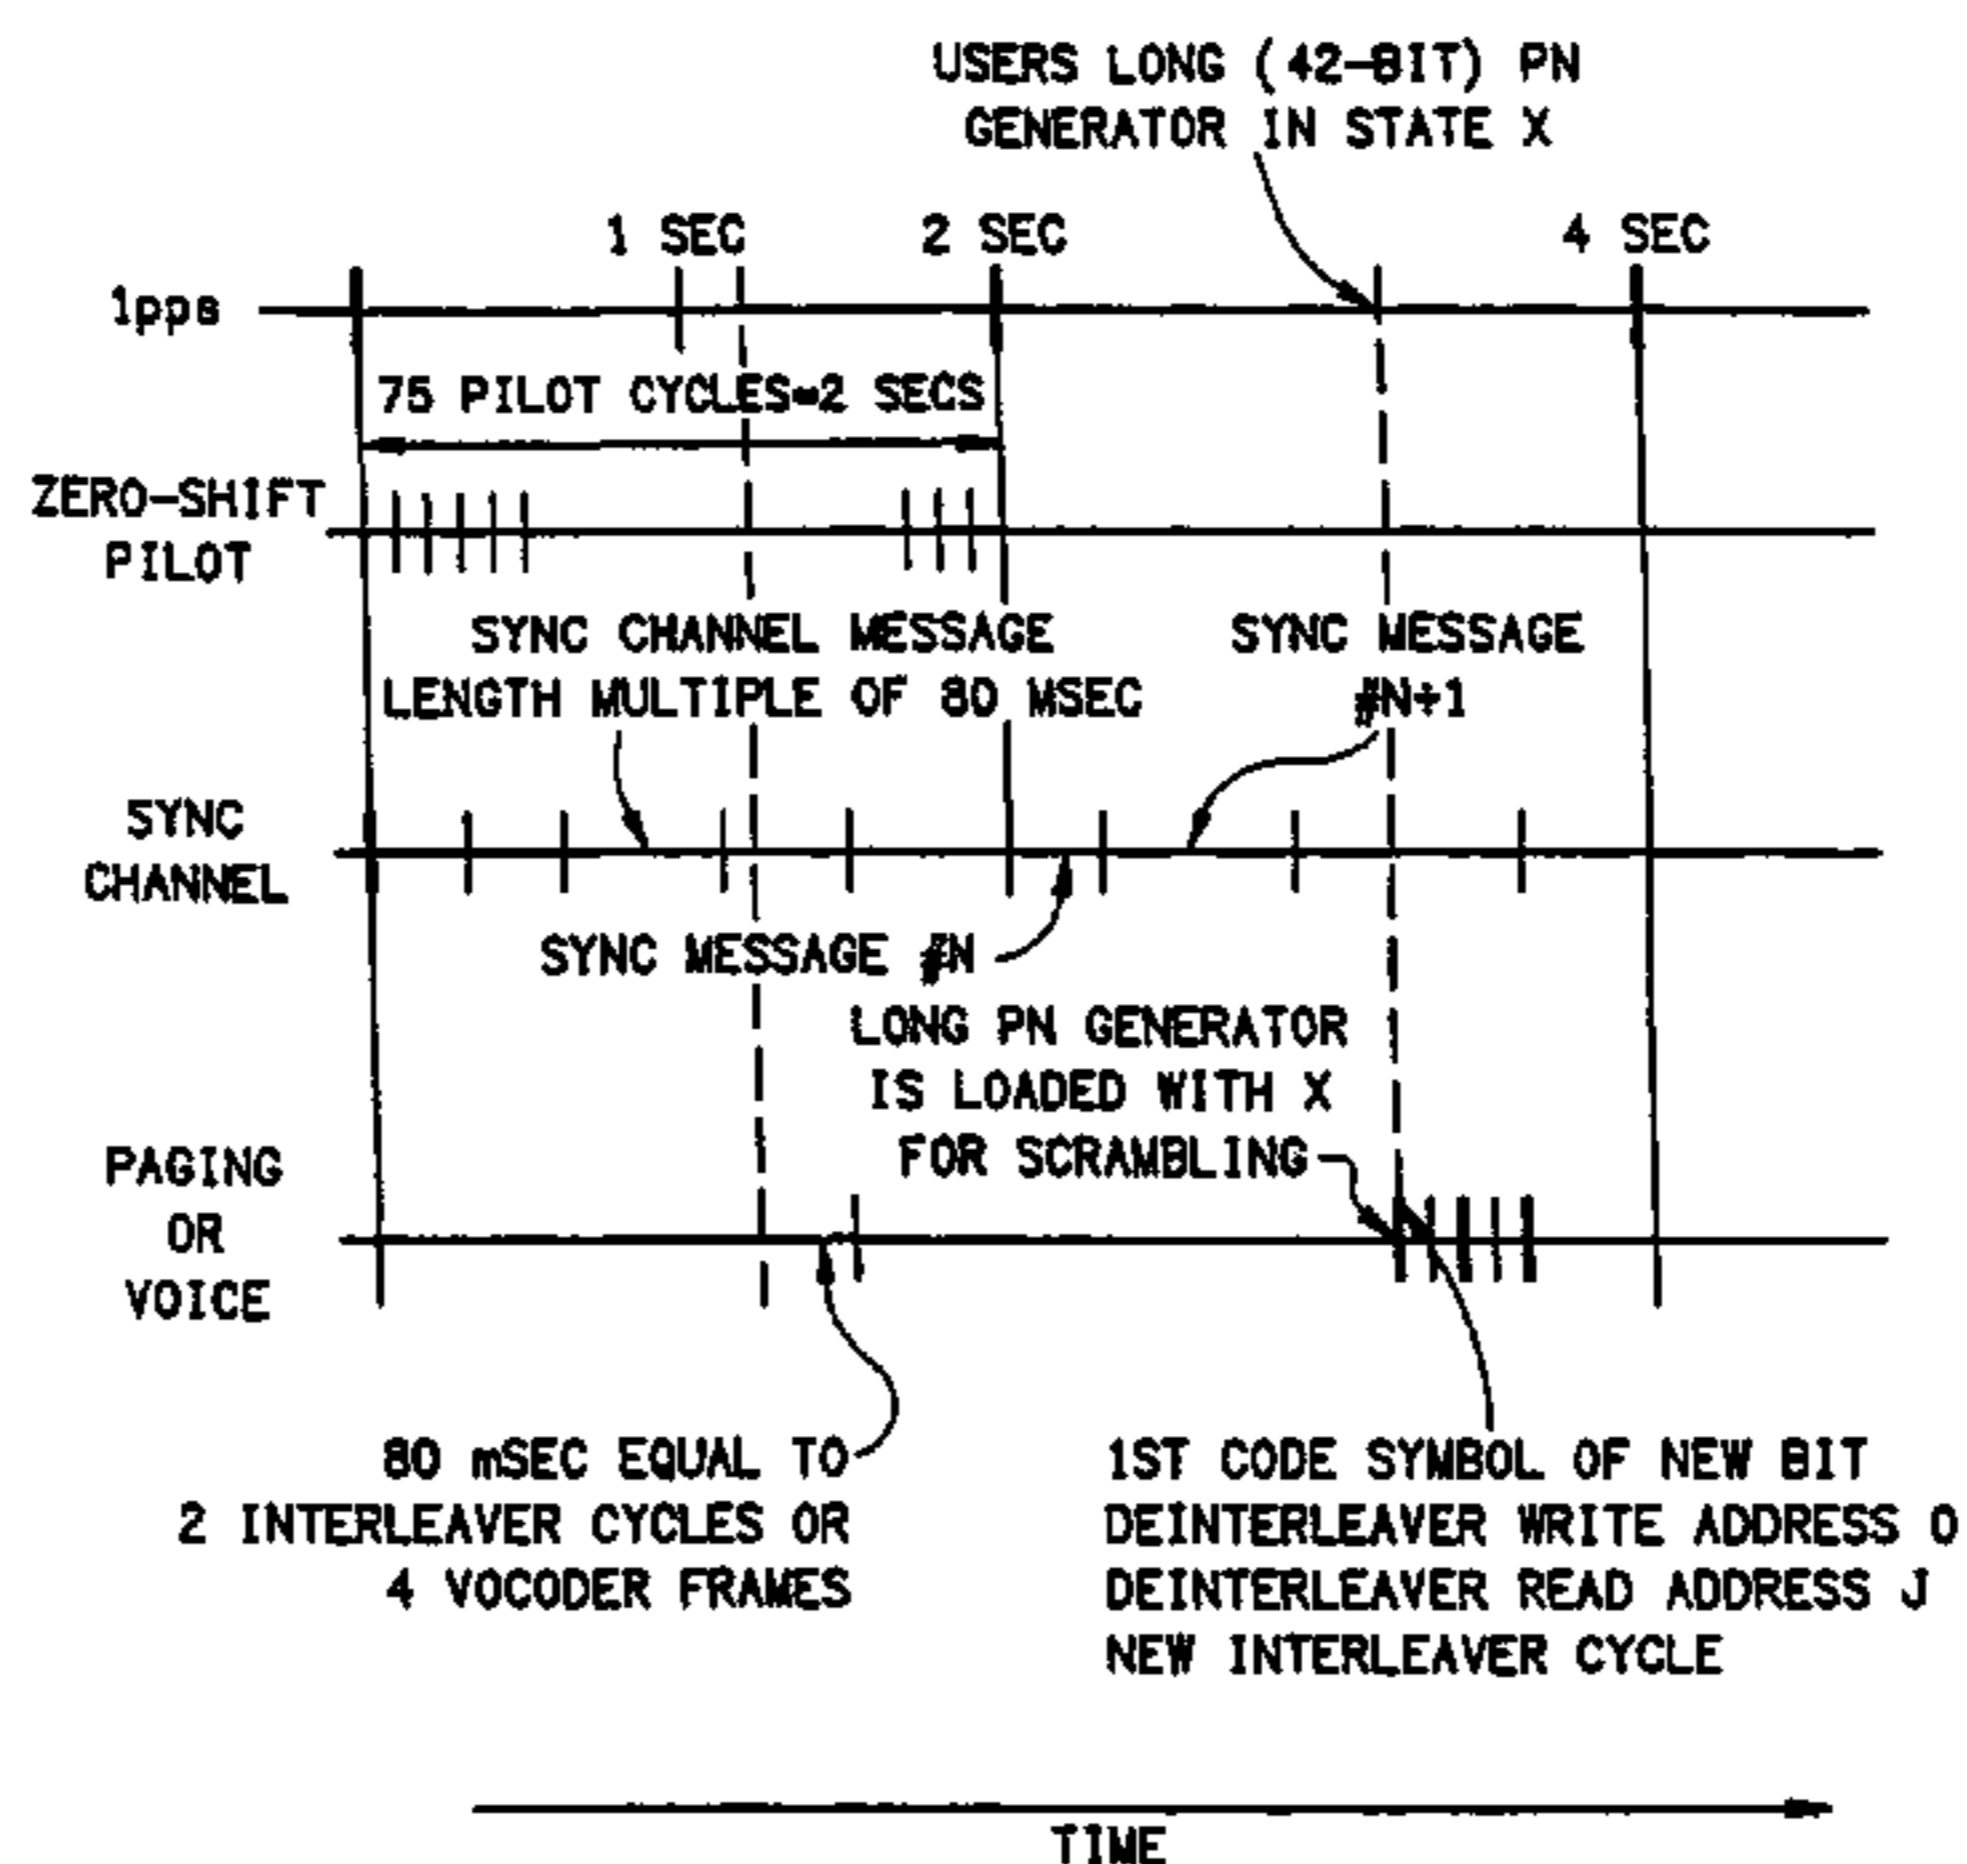 USERS LONG (42-BIT) PN
GENERATOR IN STATE X
1 SEC
2 SEC
4 SEC
1pps
75 PILOT CYCLES=2 SECS
ZERO-SHIFT
PILOT
SYNC CHANNEL MESSAGE
LENGTH MULTIPLE OF 80 MSEC
SYNC MESSAGE
#N+1
SYNC
CHANNEL
SYNC MESSAGE #N
LONG PN GENERATOR
IS LOADED WITH X
FOR SCRAMBLING
PAGING
OR
VOICE
80 mSEC EQUAL TO
2 INTERLEAVER CYCLES OR
4 VOCODER FRAMES
1ST CODE SYMBOL OF NEW BIT
DEINTERLEAVER WRITE ADDRESS 0
DEINTERLEAVER READ ADDRESS J
NEW INTERLEAVER CYCLE
TIME